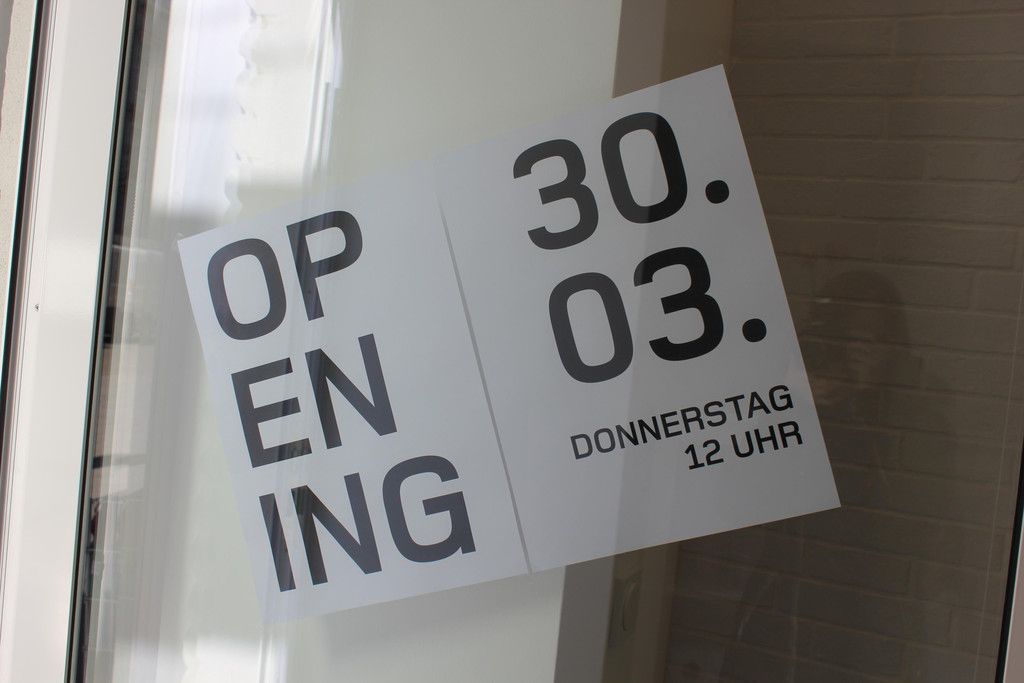 OP
EN
ING
30.
03.
DONNERSTAG
12 UHR